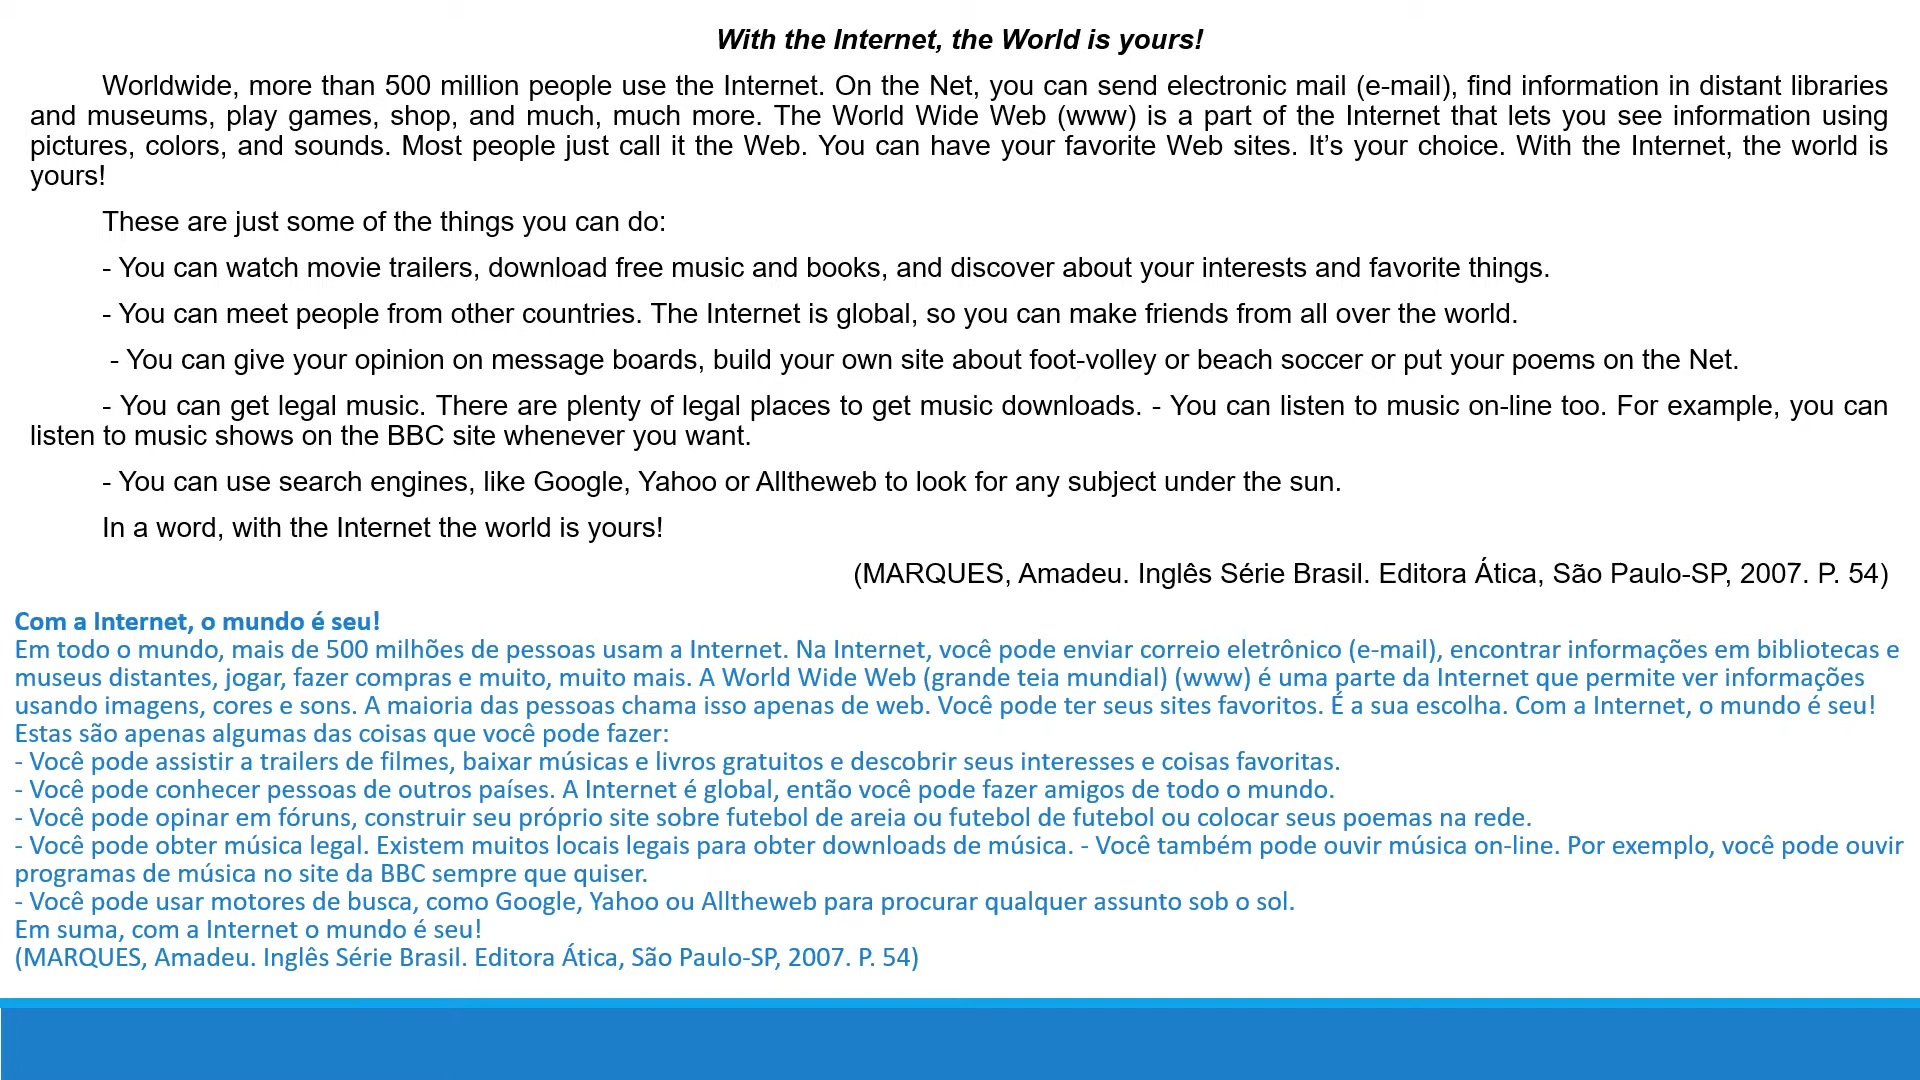 With the Internet, the World is yours!
Worldwide, more than 500 million people use the Internet. On the Net, you can send electronic mail (e-mail), find information in distant libraries
and museums, play games, shop, and much, much more. The World Wide Web (www) is a part of the Internet that lets you see information using
pictures, colors, and sounds. Most people just call it the Web. You can have your favorite Web sites. It’s your choice. With the Internet, the world is
yours!
These are just some of the things you can do:
- You can watch movie trailers, download free music and books, and discover about your interests and favorite things.
- You can meet people from other countries. The Internet is global, so you can make friends from all over the world.
- You can give your opinion on message boards, build your own site about foot-volley or beach soccer or put your poems on the Net.
- You can get legal music. There are plenty of legal places to get music downloads. - You can listen to music on-line too. For example, you can
listen to music shows on the BBC site whenever you want.
- You can use search engines, like Google, Yahoo or Alltheweb to look for any subject under the sun.
In a word, with the Internet the world is yours!
(MARQUES, Amadeu. Inglês Série Brasil. Editora Ática, São Paulo-SP, 2007. P. 54)
Com a Internet, o mundo é seu!
Em todo o mundo, mais de 500 milhões de pessoas usam a Internet. Na Internet, você pode enviar correio eletrônico (e-mail), encontrar informações em bibliotecas e
museus distantes, jogar, fazer compras e muito, muito mais. A World Wide Web (grande teia mundial) (www) é uma parte da Internet que permite ver informações
usando imagens, cores e sons. A maioria das pessoas chama isso apenas de web. Você pode ter seus sites favoritos. É a sua escolha. Com a Internet, o mundo é seu!
Estas são apenas algumas das coisas que você pode fazer:
- Você pode assistir a trailers de filmes, baixar músicas e livros gratuitos e descobrir seus interesses e coisas favoritas.
- Você pode conhecer pessoas de outros países. A Internet é global, então você pode fazer amigos de todo o mundo.
- Você pode opinar em fóruns, construir seu próprio site sobre futebol de areia ou futebol de futebol ou colocar seus poemas na rede.
- Você pode obter música legal. Existem muitos locais legais para obter downloads de música. - Você também pode ouvir música on-line. Por exemplo, você pode ouvir
programas de música no site da BBC sempre que quiser.
- Você pode usar motores de busca, como Google, Yahoo ou Alltheweb para procurar qualquer assunto sob o sol.
Em suma, com a Internet o mundo é seu!
(MARQUES, Amadeu. Inglês Série Brasil. Editora Ática, São Paulo-SP, 2007. P. 54)